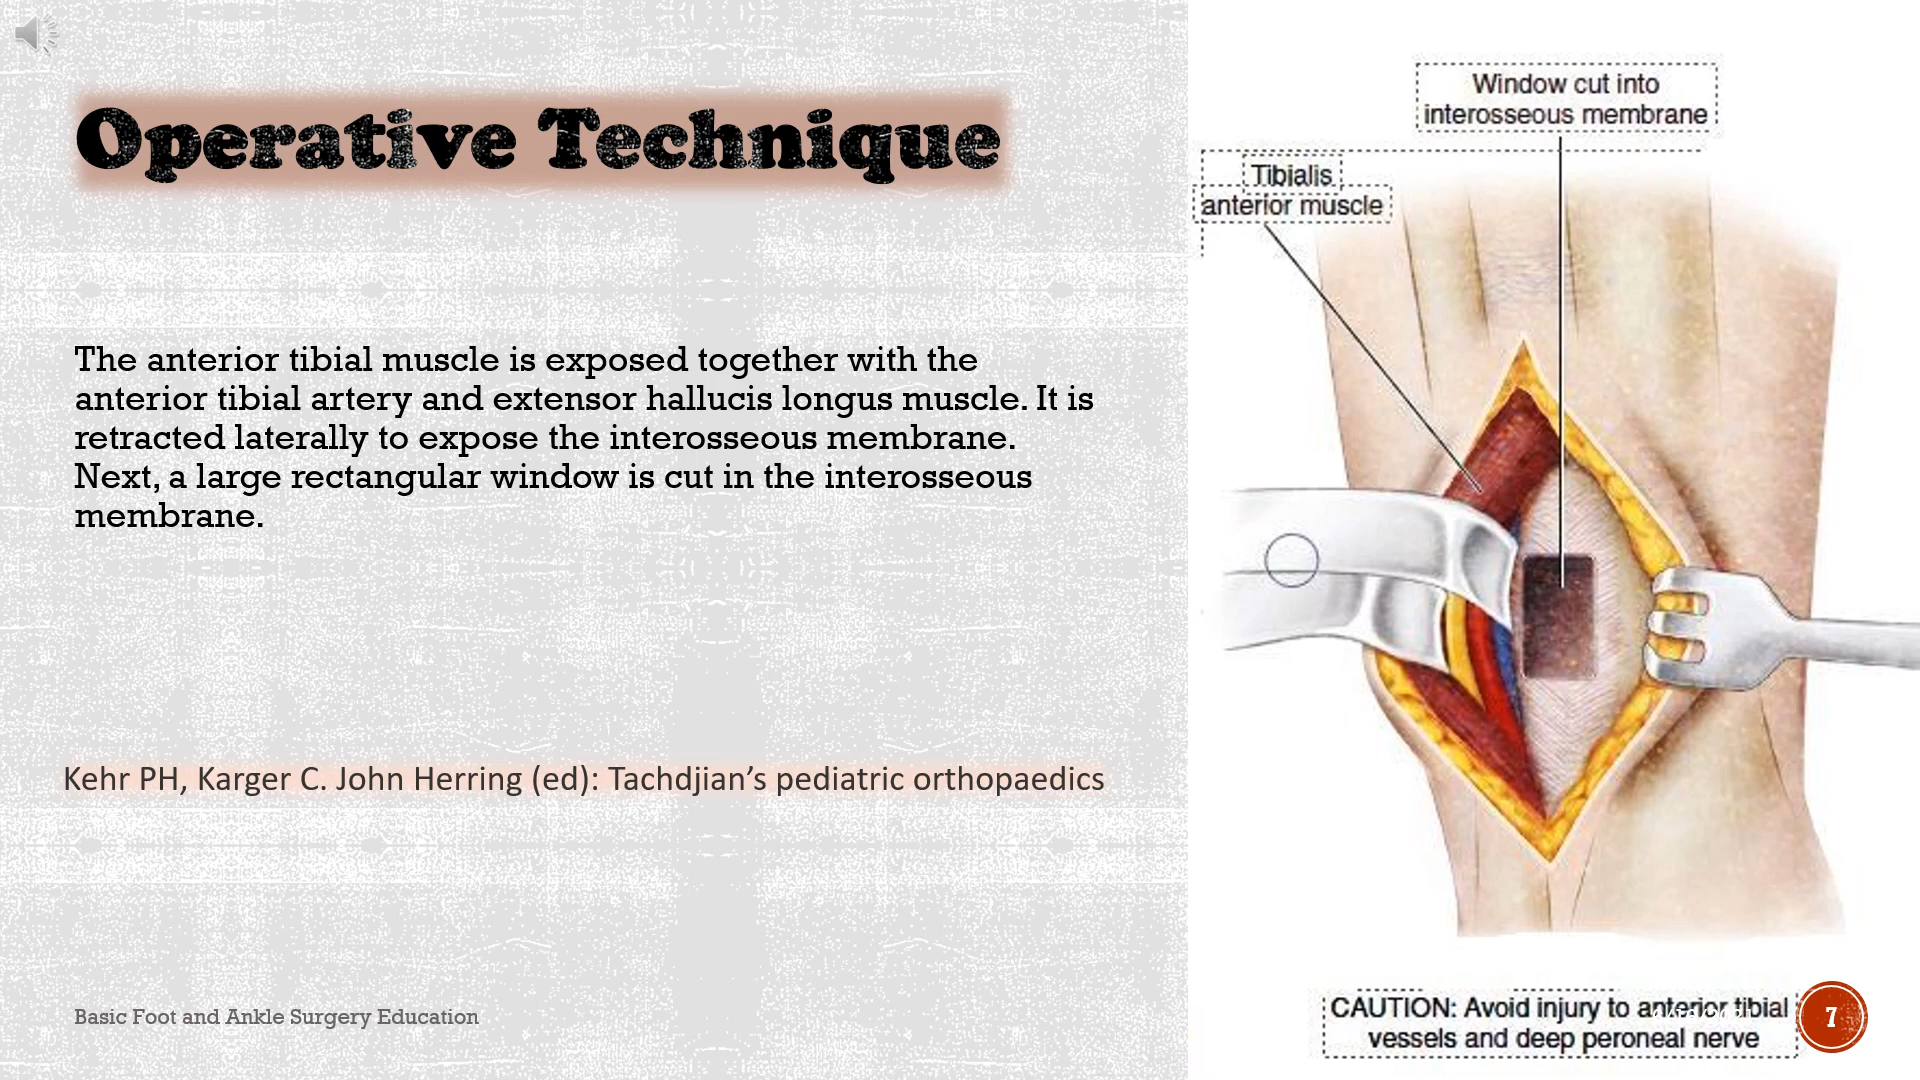 Operative Technique
The anterior tibial muscle is exposed together with the
anterior tibial artery and extensor hallucis longus muscle. It is
retracted laterally to expose the interosseous membrane.
Next, a large rectangular window is cut in the interosseous
membrane.
Kehr PH, Karger C. John Herring (ed): Tachdjian’s pediatric orthopaedics
Basic Foot and Ankle Surgery Education
Window cut into
interosseous membrane
Tibialis
anterior muscle
CAUTION: Avoid injury to anterior tibial
vessels and deep peroneal nerve
7